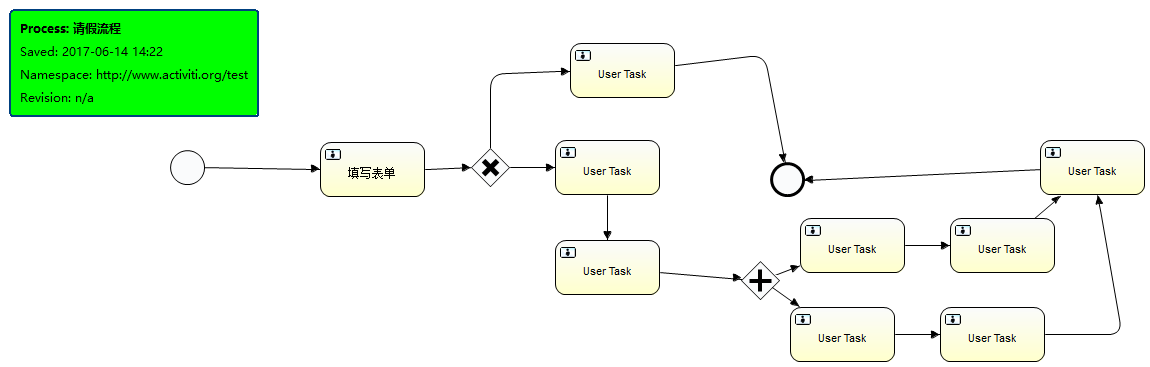 Process: 请假流程
Saved: 2017-06-14 14:22
Namespace: http://www.activiti.org/test
Revision: n/a
User Task
填写表单
User Task
User Task
User Task
User Task
User Task
User Task
User Task